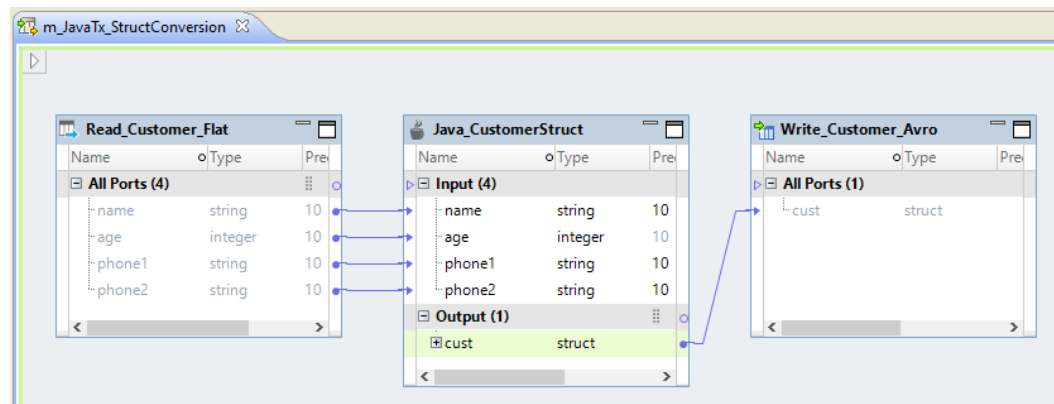 m_JavaTx_StructConversion
Read_Customer_Flat
Name Type Pre
All Ports (4)
name string 10
age integer 10
phone1 string 10
phone2 string 10
Java_CustomerStruct
Name Type Pre
Input (4)
name string 10
age integer 10
phone1 string 10
phone2 string 10
Output (1)
cust struct
Write_Customer_Avro
Name Type Pre
All Ports (1)
cust struct